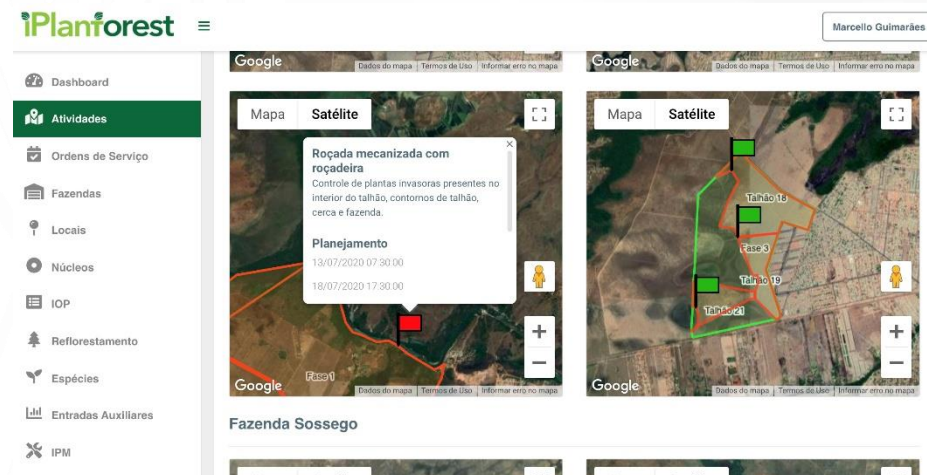 iPlanforest
Marcello Guimarães
Dashboard
Atividades
Ordens de Serviço
Fazendas
Locais
Núcleos
IOP
Reflorestamento
Espécies
Entradas Auxiliares
IPM
Google
Dados do mapa
Termos de Uso
Informar erro no mapa
Google
Dados do mapa
Termos de Uso
Informar erro no mapa
Mapa
Satélite
Roçada mecanizada com
roçadeira
Controle de plantas invasoras presentes no
interior do talhão, contornos de talhão,
cerca e fazenda.
Planejamento
13/07/2020 07:30:00
18/07/2020 17:30:00
Fase 1
Google
Dados do mapa
Termos de Uso
Informar erro no mapa
Mapa
Satélite
Talhão 18
Fase 3
Talhão 19
Talhão 21
Google
Dados do mapa
Termos de Uso
Informar erro no mapa
Fazenda Sossego